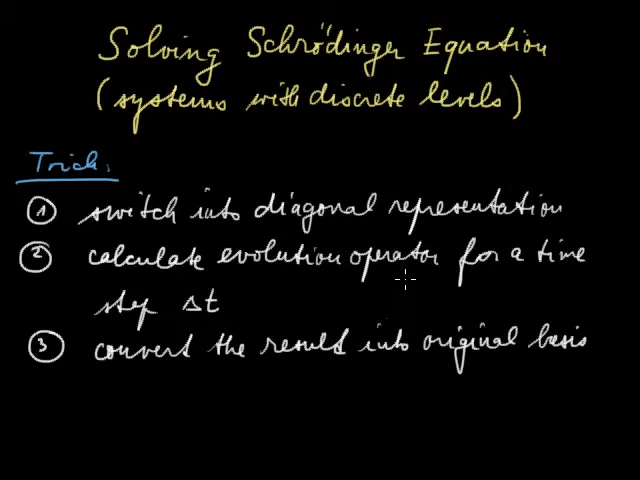 Solving Schrödinger Equation
(systems with discrete levels)
Trick:
1 switch into diagonal representation
2 calculate evolution operator for a time
step Δt
3 convert the result into original basis